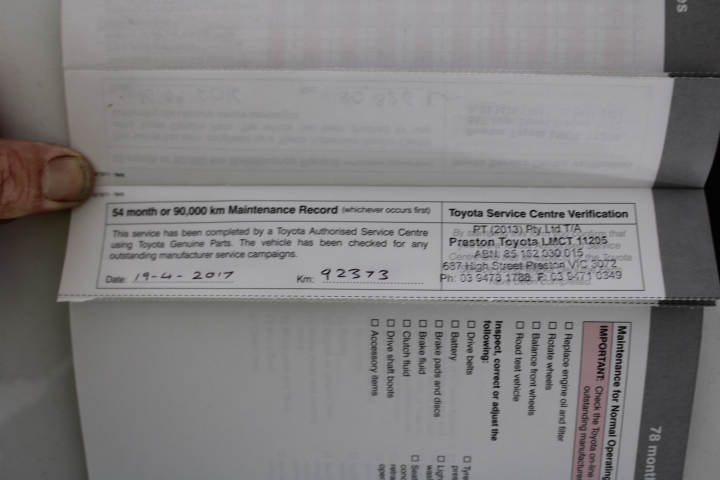 54 month or 90,000 km Maintenance Record (whichever occurs first)
This service has been completed by a Toyota Authorised Service Centre
using Toyota Genuine Parts. The vehicle has been checked for any
outstanding manufacturer service campaigns.
Date: 19-4-2017 Km: 92373
Toyota Service Centre Verification
PT (2013) Pty Ltd T/A
Preston Toyota LMCT 11205
ABN: 85 162 030 015
687 High Street Preston VIC 3072
Ph: 03 9478 1788 F: 03 9471 0349
78 mont
Maintenance for Normal Operating
IMPORTANT: Check the Toyota on-line
outstanding manufacturer
☐ Replace engine oil and filter
☐ Rotate wheels
☐ Balance front wheels
☐ Road test vehicle
Inspect, correct or adjust the
following:
☐ Drive belts
☐ Battery
☐ Brake pads and discs
☐ Brake fluid
☐ Clutch fluid
☐ Drive shaft boots
☐ Accessory items